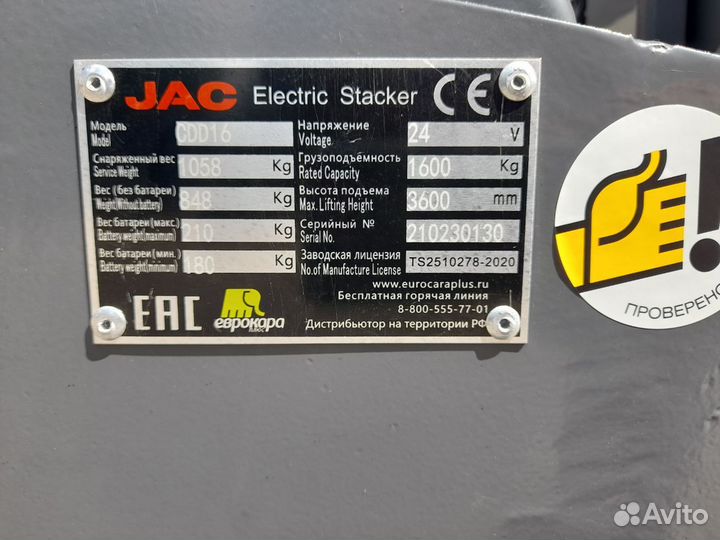 JAC Electric Stacker CE
Модель CDD16 Напряжение 24 V
Model Voltage
Снаряженный вес 1058 Kg Грузоподъёмность 1600 Kg
Service Weight Rated Capacity
Вес (без батареи) 848 Kg Высота подъема 3600 mm
Weight(Without battery) Max. Lifting Height
Вес батареи(макс.) 210 Kg Серийный № 210230130
Battery weight(maximum) Serial No.
Вес батареи(мин.) 180 Kg Заводская лицензия TS2510278-2020
Battery weight(minimum) No.of Manufacture License
www.eurocaraplus.ru
Бесплатная горячая линия
8-800-555-77-01
EAC еврокара
плюс
Дистрибьютор на территории РФ
ПРОВЕРЕНО
Avito